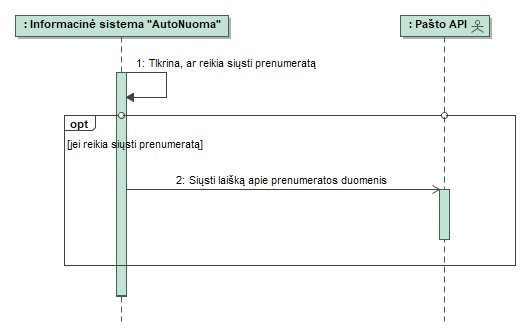 : Informacinė sistema "AutoNuoma"
: Pašto API
1: TIkrina, ar reikia siųsti prenumeratą
opt
[jei reikia siųsti prenumeratą]
2: Siųsti laišką apie prenumeratos duomenis